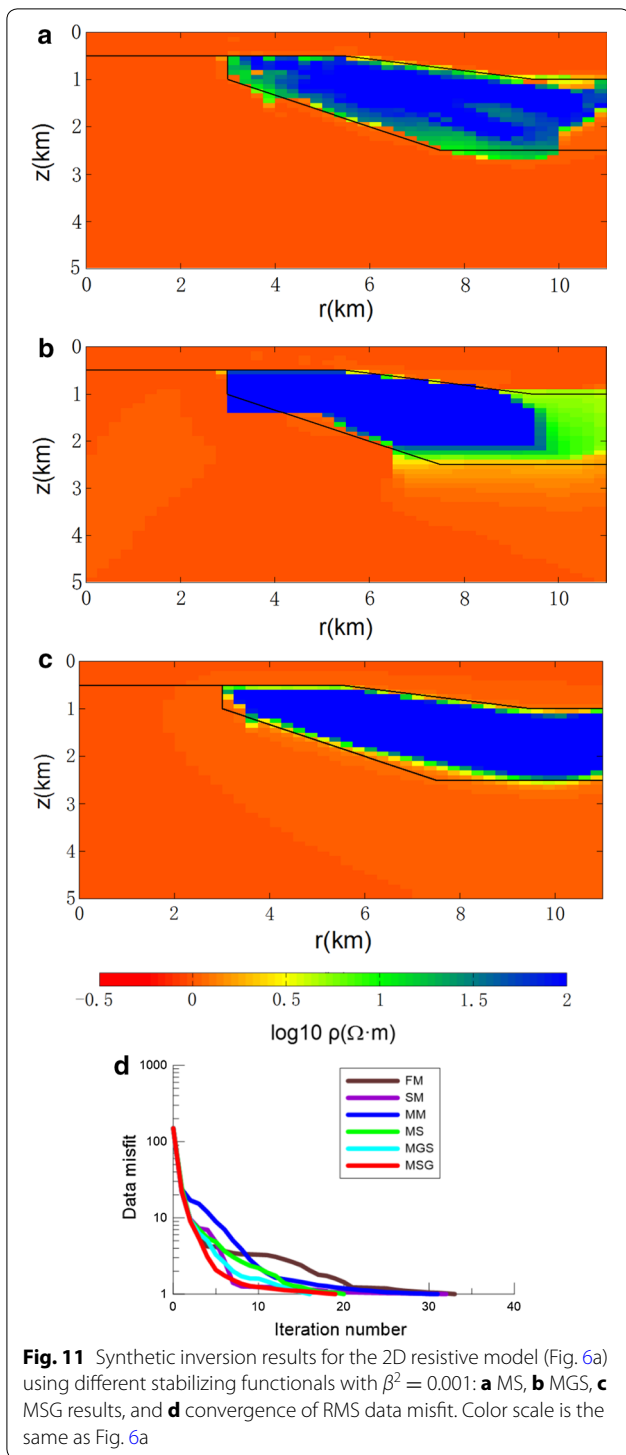 a
0
1
2
3
4
5
z(km)
0 2 4 6 8 10
r(km)
b
0
1
2
3
4
5
z(km)
0 2 4 6 8 10
r(km)
c
0
1
2
3
4
5
z(km)
0 2 4 6 8 10
r(km)
-0.5 0 0.5 1 1.5 2
log10 ρ(Ω·m)
d
1000
100
10
1
Data misfit
FM
SM
MM
MS
MGS
MSG
0 10 20 30 40
Iteration number
Fig. 11 Synthetic inversion results for the 2D resistive model (Fig. 6a)
using different stabilizing functionals with β² = 0.001: a MS, b MGS, c
MSG results, and d convergence of RMS data misfit. Color scale is the
same as Fig. 6a